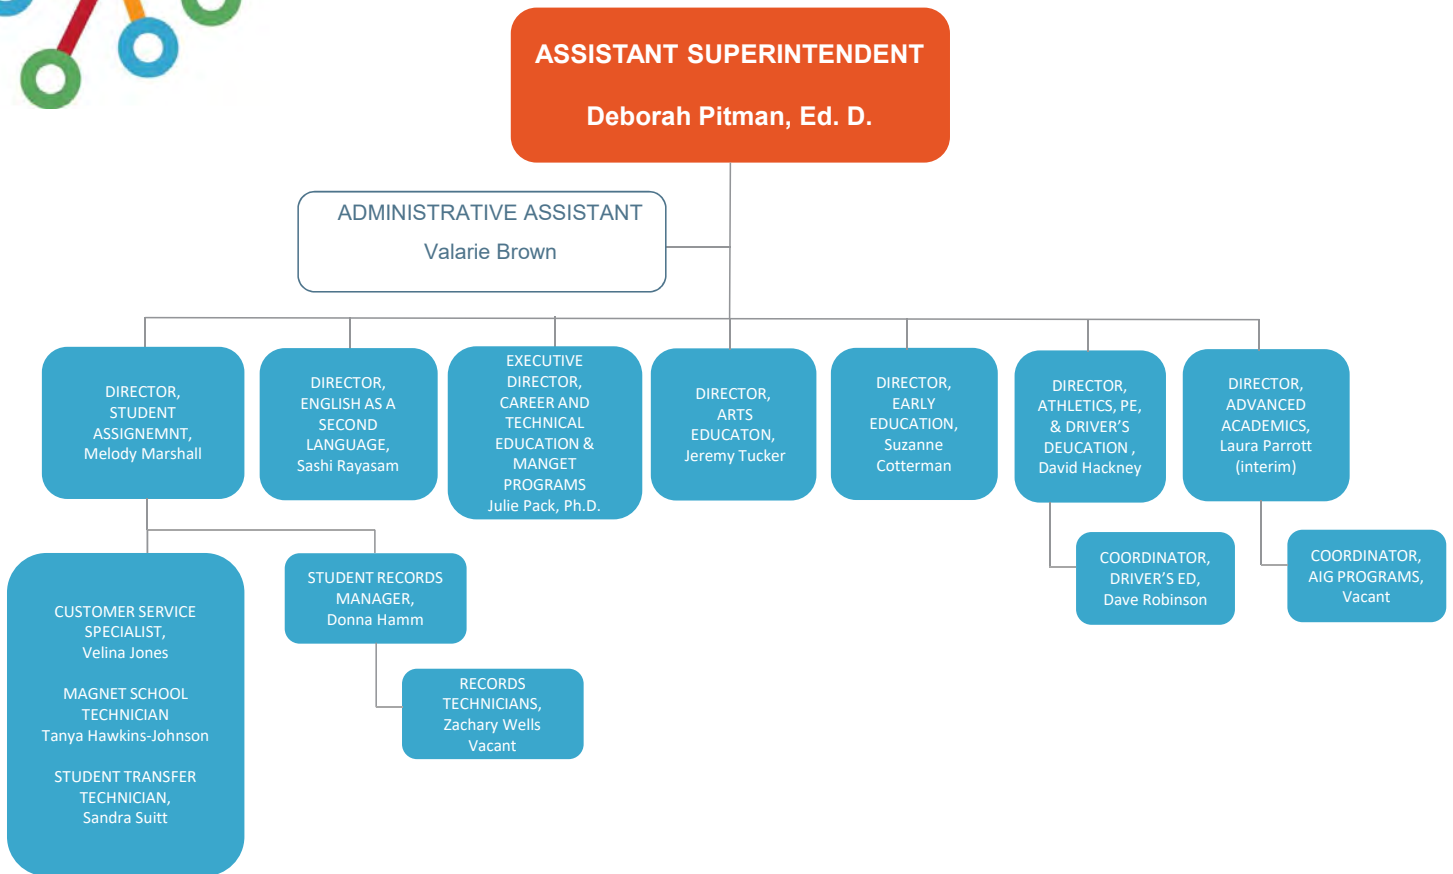 ASSISTANT SUPERINTENDENT
Deborah Pitman, Ed. D.
ADMINISTRATIVE ASSISTANT
Valarie Brown
DIRECTOR,
STUDENT
ASSIGNEMNT,
Melody Marshall
DIRECTOR,
ENGLISH AS A
SECOND
LANGUAGE,
Sashi Rayasam
EXECUTIVE
DIRECTOR,
CAREER AND
TECHNICAL
EDUCATION &
MANGET
PROGRAMS
Julie Pack, Ph.D.
DIRECTOR,
ARTS
EDUCATON,
Jeremy Tucker
DIRECTOR,
EARLY
EDUCATION,
Suzanne
Cotterman
DIRECTOR,
ATHLETICS, PE,
& DRIVER’S
DEUCATION ,
David Hackney
DIRECTOR,
ADVANCED
ACADEMICS,
Laura Parrott
(interim)
CUSTOMER SERVICE
SPECIALIST,
Velina Jones
MAGNET SCHOOL
TECHNICIAN
Tanya Hawkins-Johnson
STUDENT TRANSFER
TECHNICIAN,
Sandra Suitt
STUDENT RECORDS
MANAGER,
Donna Hamm
RECORDS
TECHNICIANS,
Zachary Wells
Vacant
COORDINATOR,
DRIVER’S ED,
Dave Robinson
COORDINATOR,
AIG PROGRAMS,
Vacant